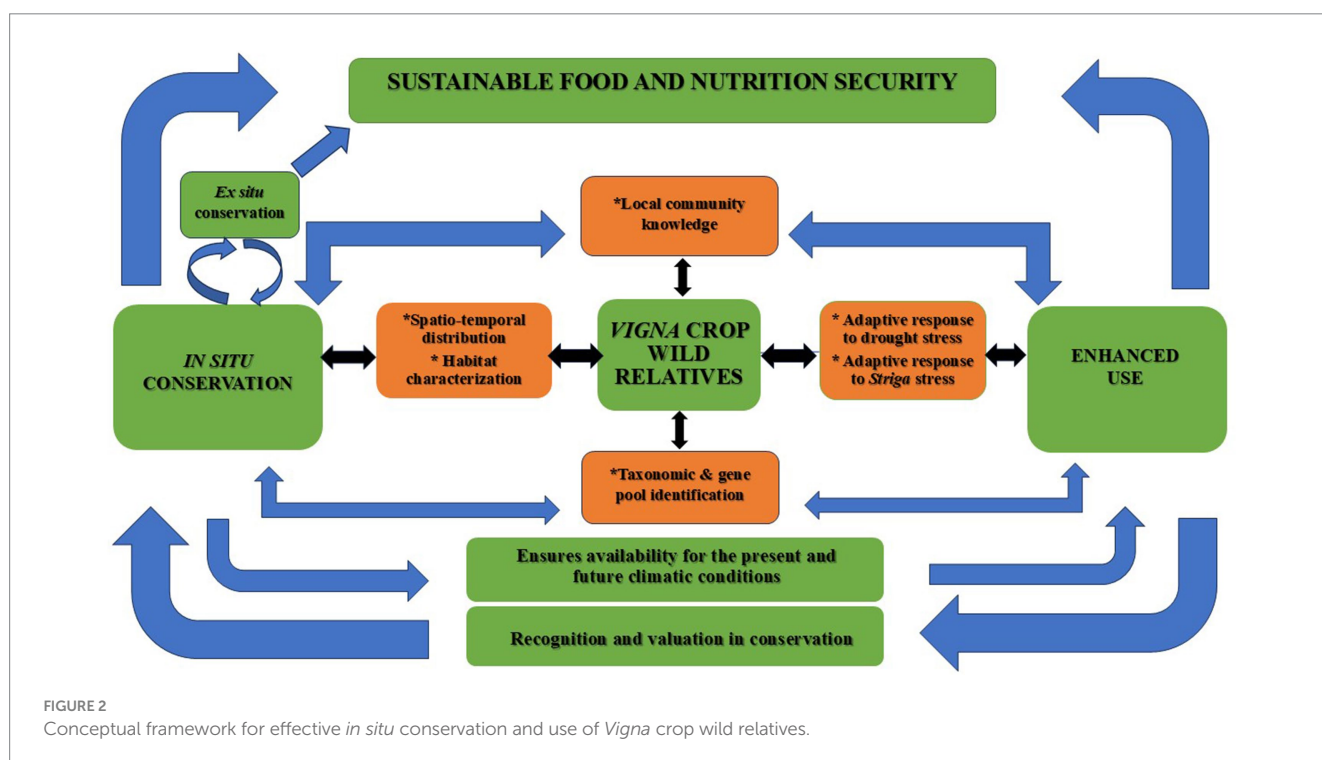 SUSTAINABLE FOOD AND NUTRITION SECURITY
Ex situ
conservation
*Local community
knowledge
IN SITU
CONSERVATION
*Spatio-temporal
distribution
* Habitat
characterization
VIGNA CROP
WILD
RELATIVES
* Adaptive response
to drought stress
* Adaptive response
to Striga stress
ENHANCED
USE
*Taxonomic & gene
pool identification
Ensures availability for the present and
future climatic conditions
Recognition and valuation in conservation
FIGURE 2
Conceptual framework for effective in situ conservation and use of Vigna crop wild relatives.